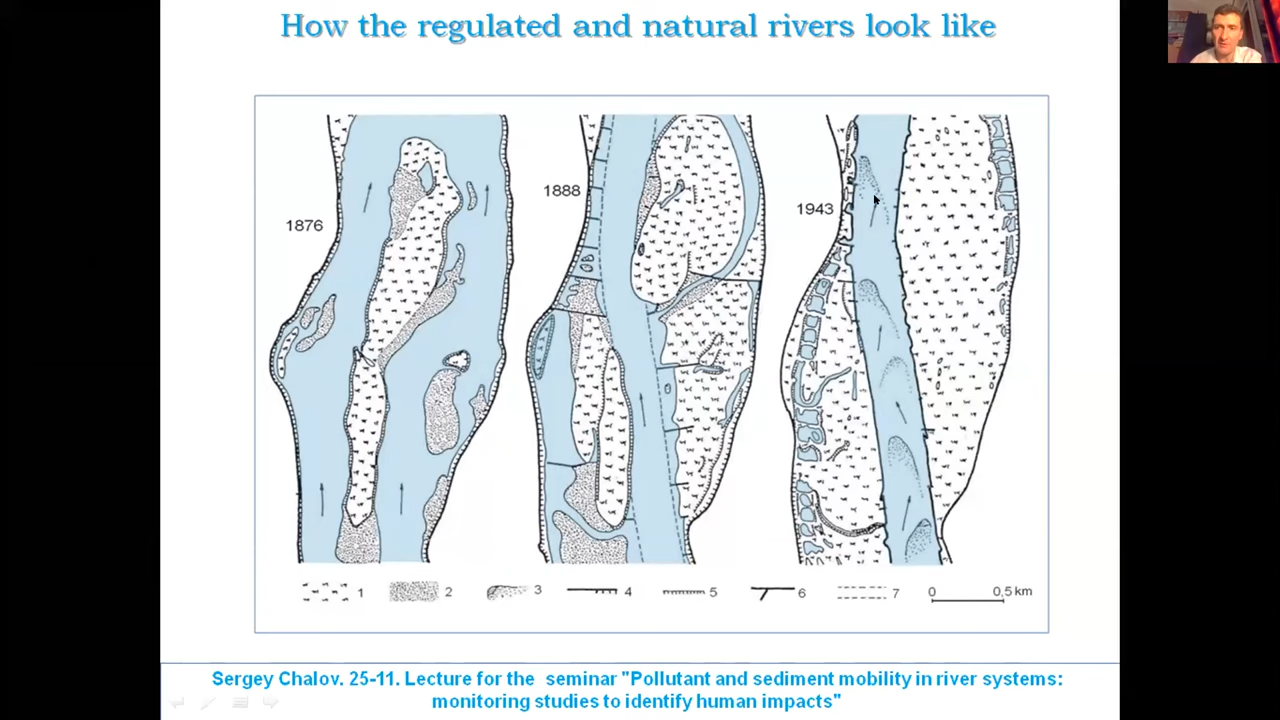 How the regulated and natural rivers look like
1876
1888
1943
1 2 3 4 5 6 7 0 0,5 km
Sergey Chalov. 25-11. Lecture for the seminar "Pollutant and sediment mobility in river systems:
monitoring studies to identify human impacts"